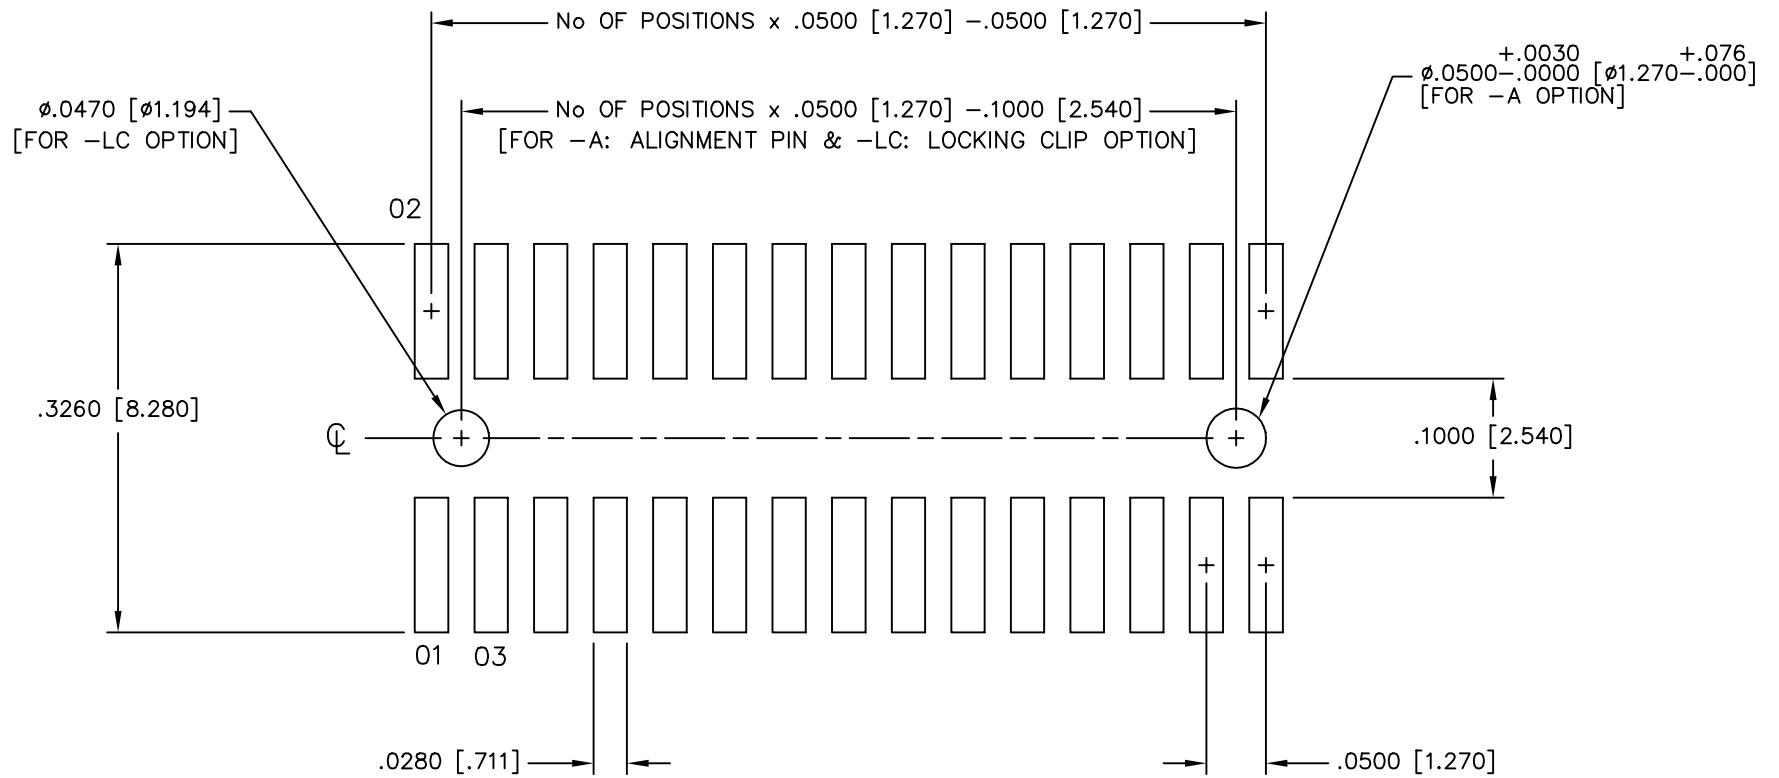 No OF POSITIONS x .0500 [1.270] -.0500 [1.270]
+.0030 +.076
ø.0500-.0000 [ø1.270-.000]
[FOR -A OPTION]
ø.0470 [ø1.194]
[FOR -LC OPTION]
No OF POSITIONS x .0500 [1.270] -.1000 [2.540]
[FOR -A: ALIGNMENT PIN & -LC: LOCKING CLIP OPTION]
02
.3260 [8.280]
℄
.1000 [2.540]
01 03
.0280 [.711]
.0500 [1.270]